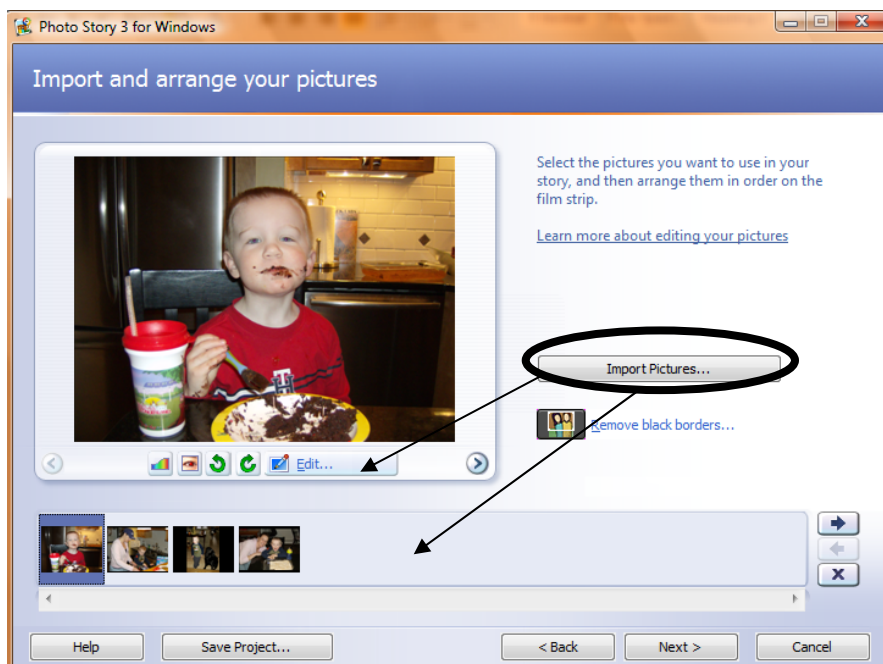 Photo Story 3 for Windows
Import and arrange your pictures
Select the pictures you want to use in your
story, and then arrange them in order on the
film strip.
Learn more about editing your pictures
Import Pictures...
Remove black borders...
Edit...
Help
Save Project...
< Back
Next >
Cancel